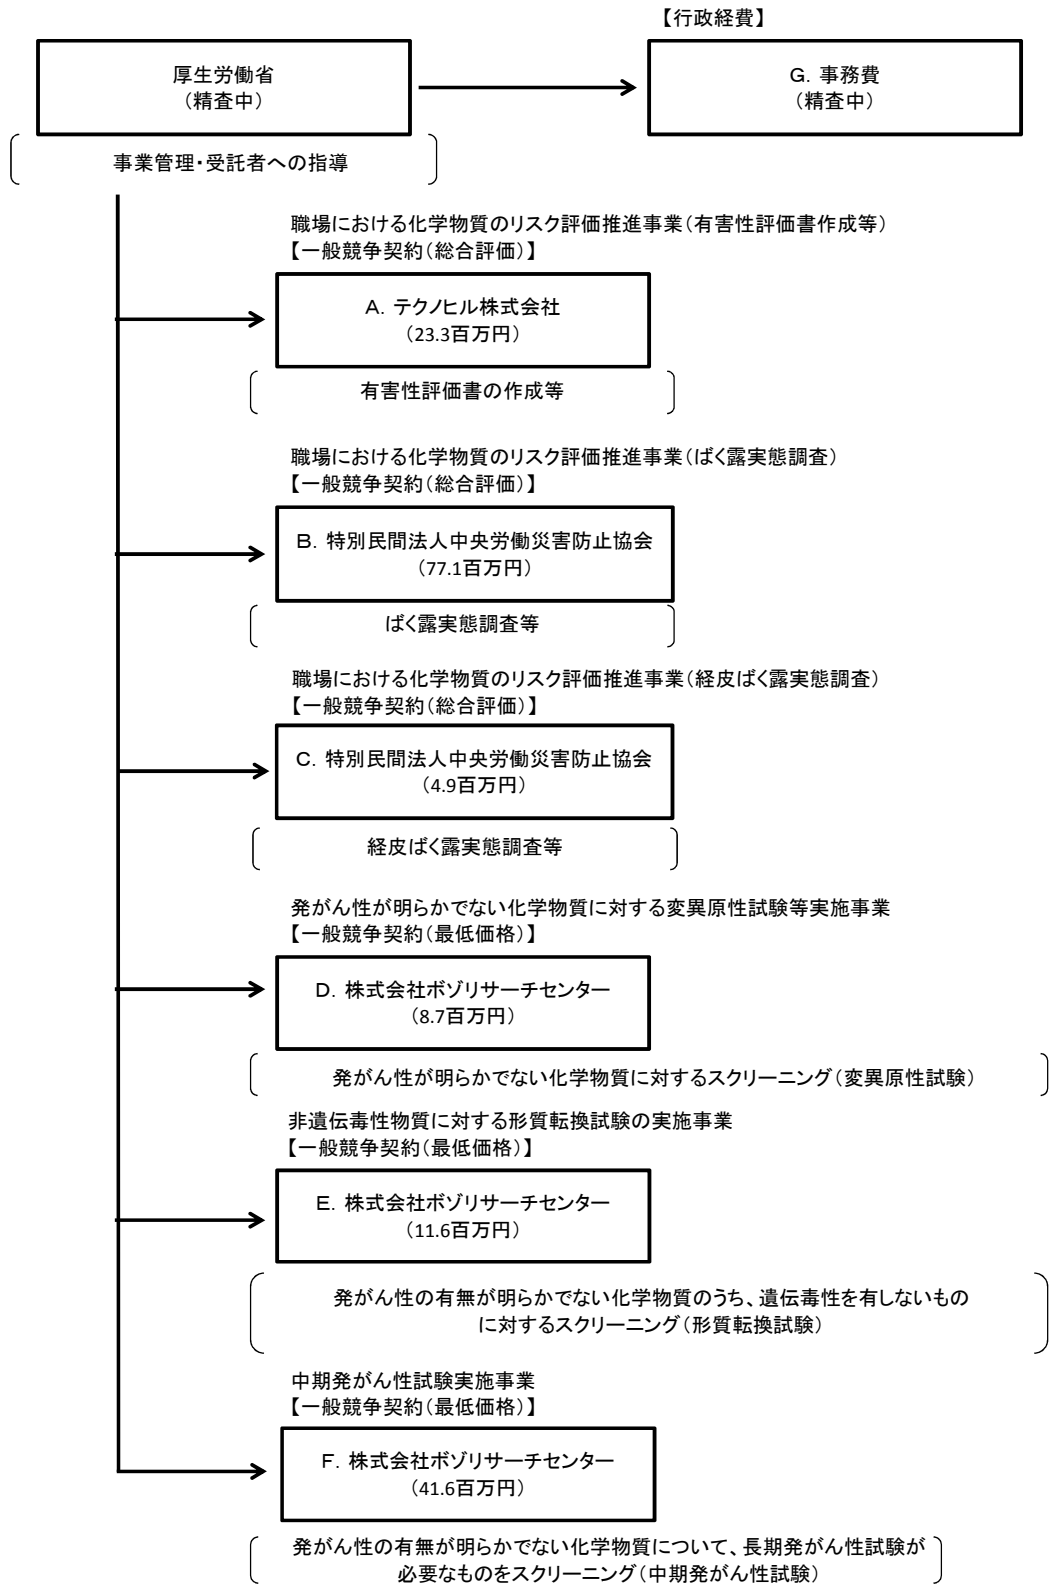 【行政経費】
厚生労働省
（精査中）
G．事務費
（精査中）
事業管理・受託者への指導
職場における化学物質のリスク評価推進事業（有害性評価書作成等）
【一般競争契約（総合評価）】
A．テクノヒル株式会社
（23.3百万円）
有害性評価書の作成等
職場における化学物質のリスク評価推進事業（ばく露実態調査）
【一般競争契約（総合評価）】
B．特別民間法人中央労働災害防止協会
（77.1百万円）
ばく露実態調査等
職場における化学物質のリスク評価推進事業（経皮ばく露実態調査）
【一般競争契約（総合評価）】
C．特別民間法人中央労働災害防止協会
（4.9百万円）
経皮ばく露実態調査等
発がん性が明らかでない化学物質に対する変異原性試験等実施事業
【一般競争契約（最低価格）】
D．株式会社ボゾリサーチセンター
（8.7百万円）
発がん性が明らかでない化学物質に対するスクリーニング（変異原性試験）
非遺伝毒性物質に対する形質転換試験の実施事業
【一般競争契約（最低価格）】
E．株式会社ボゾリサーチセンター
（11.6百万円）
発がん性の有無が明らかでない化学物質のうち、遺伝毒性を有しないもの
に対するスクリーニング（形質転換試験）
中期発がん性試験実施事業
【一般競争契約（最低価格）】
F．株式会社ボゾリサーチセンター
（41.6百万円）
発がん性の有無が明らかでない化学物質について、長期発がん性試験が
必要なものをスクリーニング（中期発がん性試験）